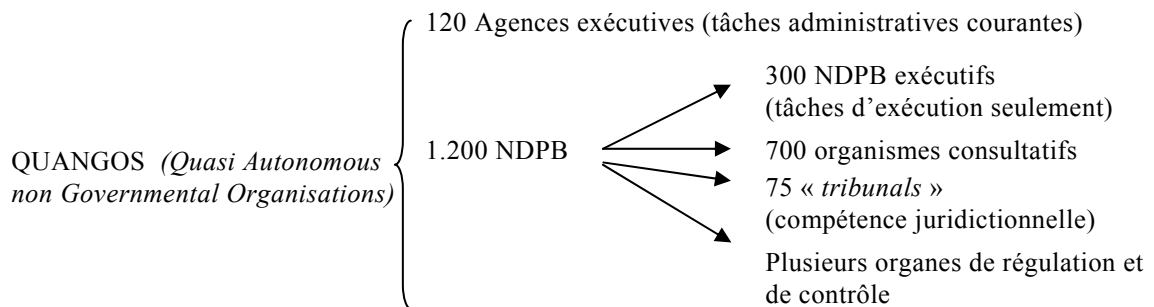 120 Agences exécutives (tâches administratives courantes)
300 NDPB exécutifs
(tâches d’exécution seulement)
1.200 NDPB
QUANGOS (Quasi Autonomous
non Governmental Organisations)
700 organismes consultatifs
75 « tribunals »
(compétence juridictionnelle)
Plusieurs organes de régulation et
de contrôle